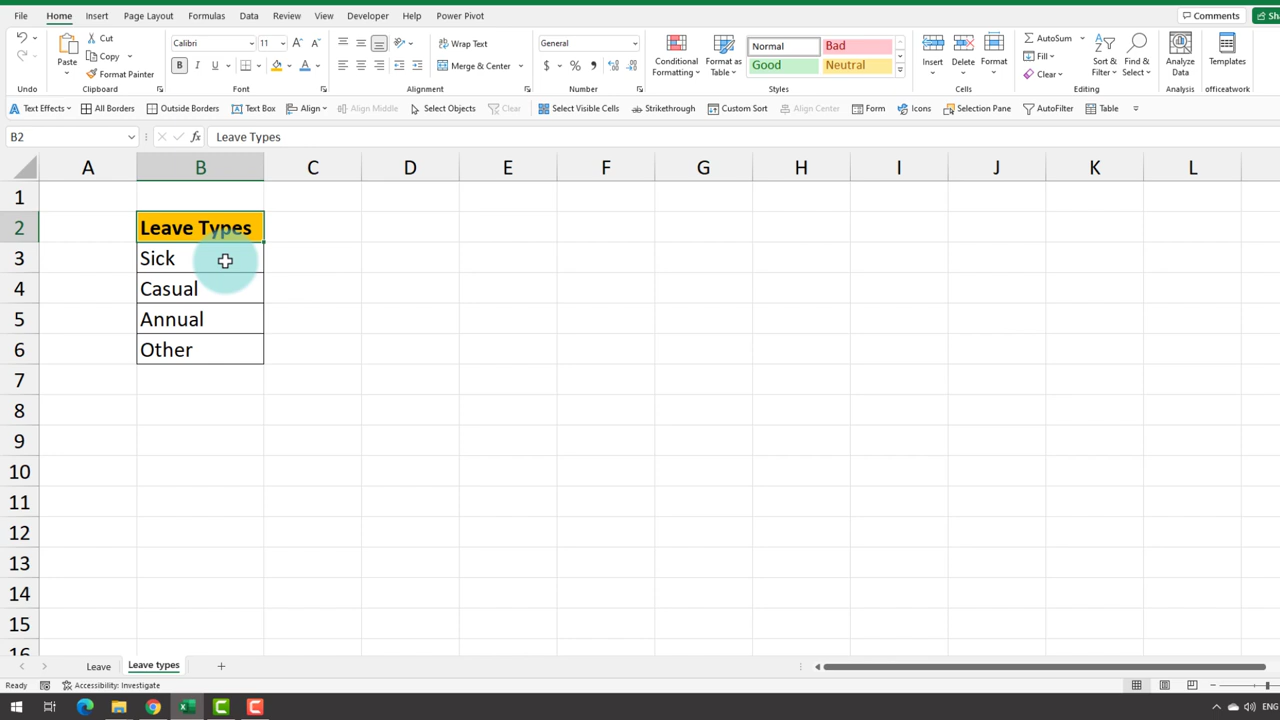 File Home Insert Page Layout Formulas Data Review View Developer Help Power Pivot Comments
Cut Calibri 11 Wrap Text General Normal Bad AutoSum
Copy Fill
Paste Format Painter B I U Merge & Center $ % Conditional Formatting Format as Table Good Neutral Insert Delete Format Clear Sort & Filter Find & Select Analyze Data Templates
Undo Clipboard Font Alignment Number Styles Cells Editing Analysis officeatwork
Text Effects All Borders Outside Borders Text Box Align Align Middle Select Objects Clear Select Visible Cells Strikethrough Custom Sort Align Center Form Icons Selection Pane AutoFilter Table
B2 fx Leave Types
A B C D E F G H I J K L
1
2 Leave Types
3 Sick
4 Casual
5 Annual
6 Other
7
8
9
10
11
12
13
14
15
16
Leave Leave types
Ready Accessibility: Investigate
ENG